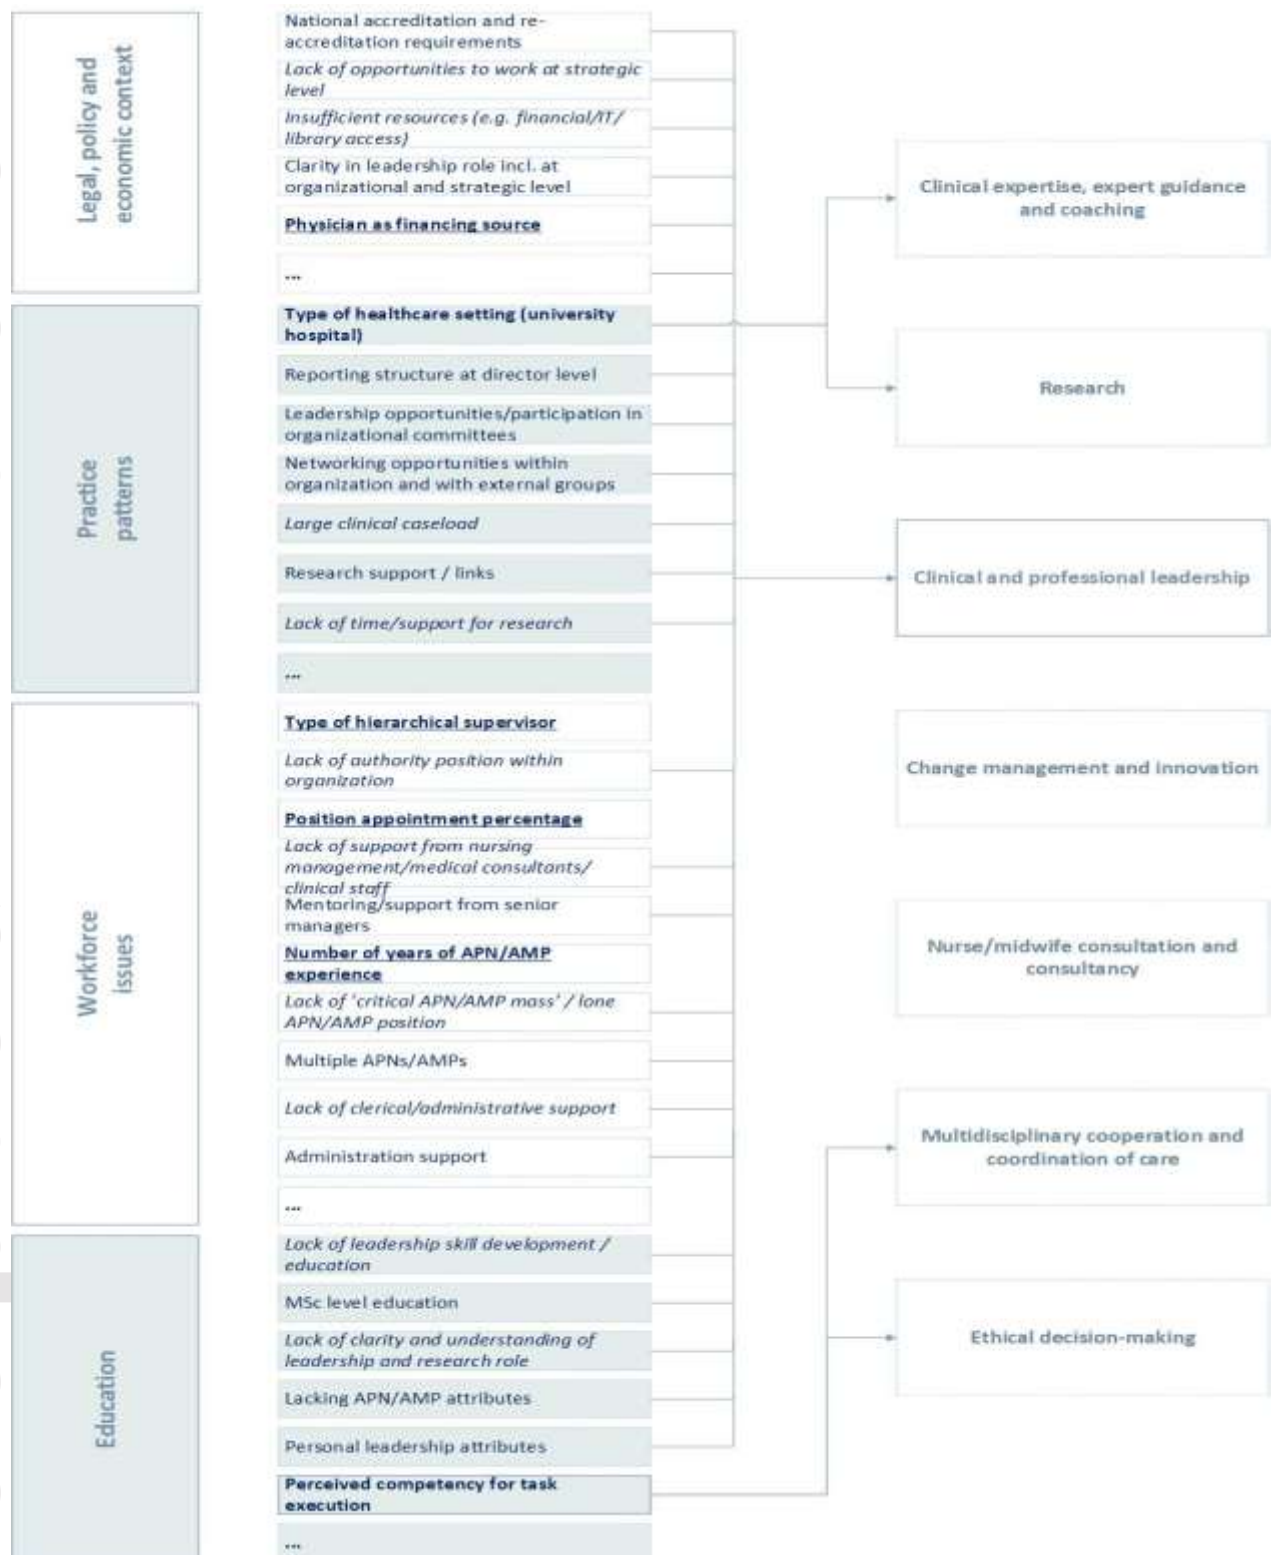 Legal, policy and
economic context
National accreditation and re-
accreditation requirements
Lack of opportunities to work at strategic
level
Insufficient resources (e.g. financial/IT/
library access)
Clarity in leadership role incl. at
organizational and strategic level
Physician as financing source
...
Practice
patterns
Type of healthcare setting (university
hospital)
Reporting structure at director level
Leadership opportunities/participation in
organizational committees
Networking opportunities within
organization and with external groups
Large clinical caseload
Research support / links
Lack of time/support for research
...
Workforce
issues
Type of hierarchical supervisor
Lack of authority position within
organization
Position appointment percentage
Lack of support from nursing
management/medical consultants/
clinical staff
Mentoring/support from senior
managers
Number of years of APN/AMP
experience
Lack of 'critical APN/AMP mass' / lone
APN/AMP position
Multiple APNs/AMPs
Lack of clerical/administrative support
Administration support
...
Education
Lack of leadership skill development /
education
MSc level education
Lack of clarity and understanding of
leadership and research role
Lacking APN/AMP attributes
Personal leadership attributes
Perceived competency for task
execution
...
Clinical expertise, expert guidance
and coaching
Research
Clinical and professional leadership
Change management and innovation
Nurse/midwife consultation and
consultancy
Multidisciplinary cooperation and
coordination of care
Ethical decision-making